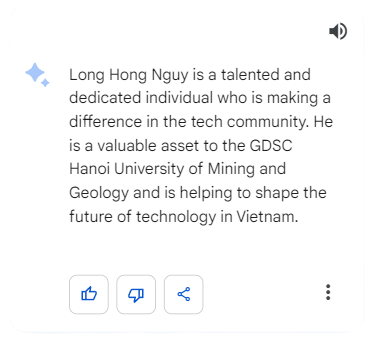 Long Hong Nguy is a talented and
dedicated individual who is making a
difference in the tech community. He
is a valuable asset to the GDSC
Hanoi University of Mining and
Geology and is helping to shape the
future of technology in Vietnam.